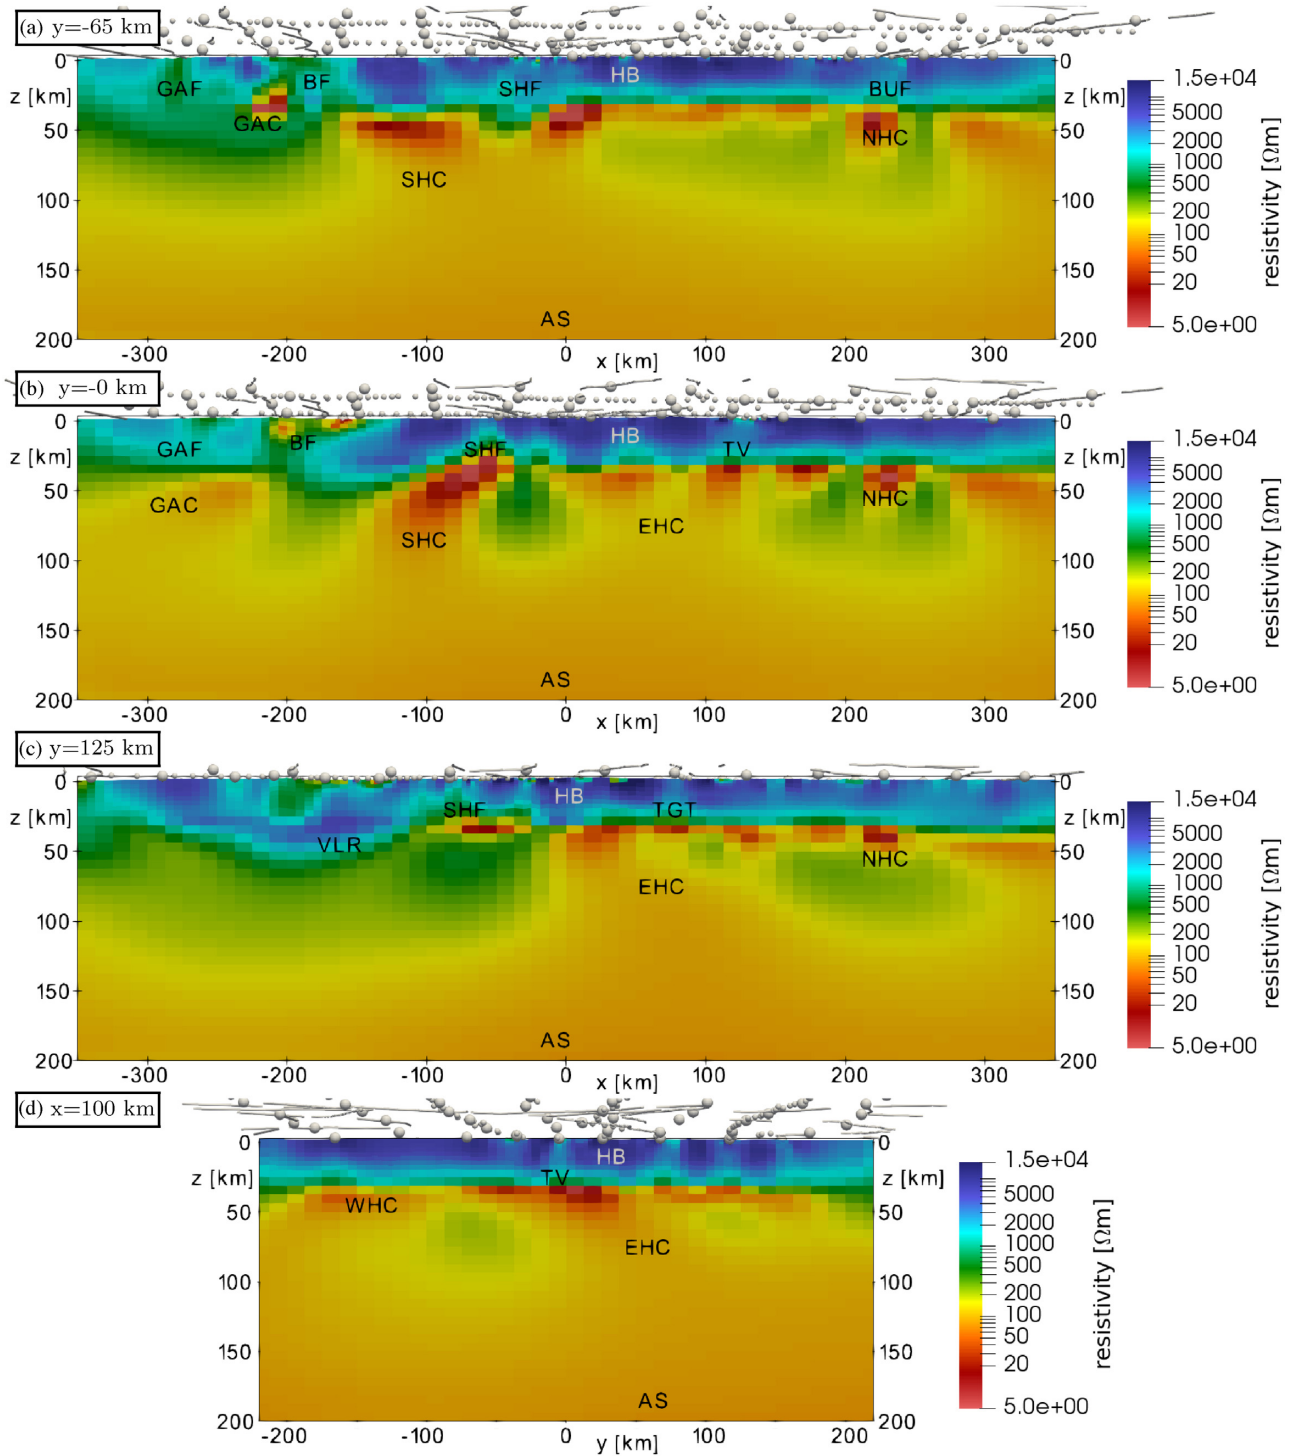 (a) y=-65 km
0 GAF BF SHF HB BUF 0
z [km] z [km]
50 GAC NHC 50
SHC
100 100
150 150
AS
200 200
-300 -200 -100 0 100 200 300
x [km]
1.5e+04
5000
2000
1000
500
200
100
50
20
5.0e+00
resistivity [Ωm]
(b) y=-0 km
0 GAF BF SHF HB TV 0
z [km] z [km]
50 GAC NHC 50
SHC EHC
100 100
150 150
AS
200 200
-300 -200 -100 0 100 200 300
x [km]
1.5e+04
5000
2000
1000
500
200
100
50
20
5.0e+00
resistivity [Ωm]
(c) y=125 km
0 SHF HB TGT 0
z [km] z [km]
50 VLR NHC 50
EHC
100 100
150 150
AS
200 200
-300 -200 -100 0 100 200 300
x [km]
1.5e+04
5000
2000
1000
500
200
100
50
20
5.0e+00
resistivity [Ωm]
(d) x=100 km
0 HB 0
z [km] TV z [km]
50 WHC 50
EHC
100 100
150 150
AS
200 200
-200 -100 0 100 200
y [km]
1.5e+04
5000
2000
1000
500
200
100
50
20
5.0e+00
resistivity [Ωm]